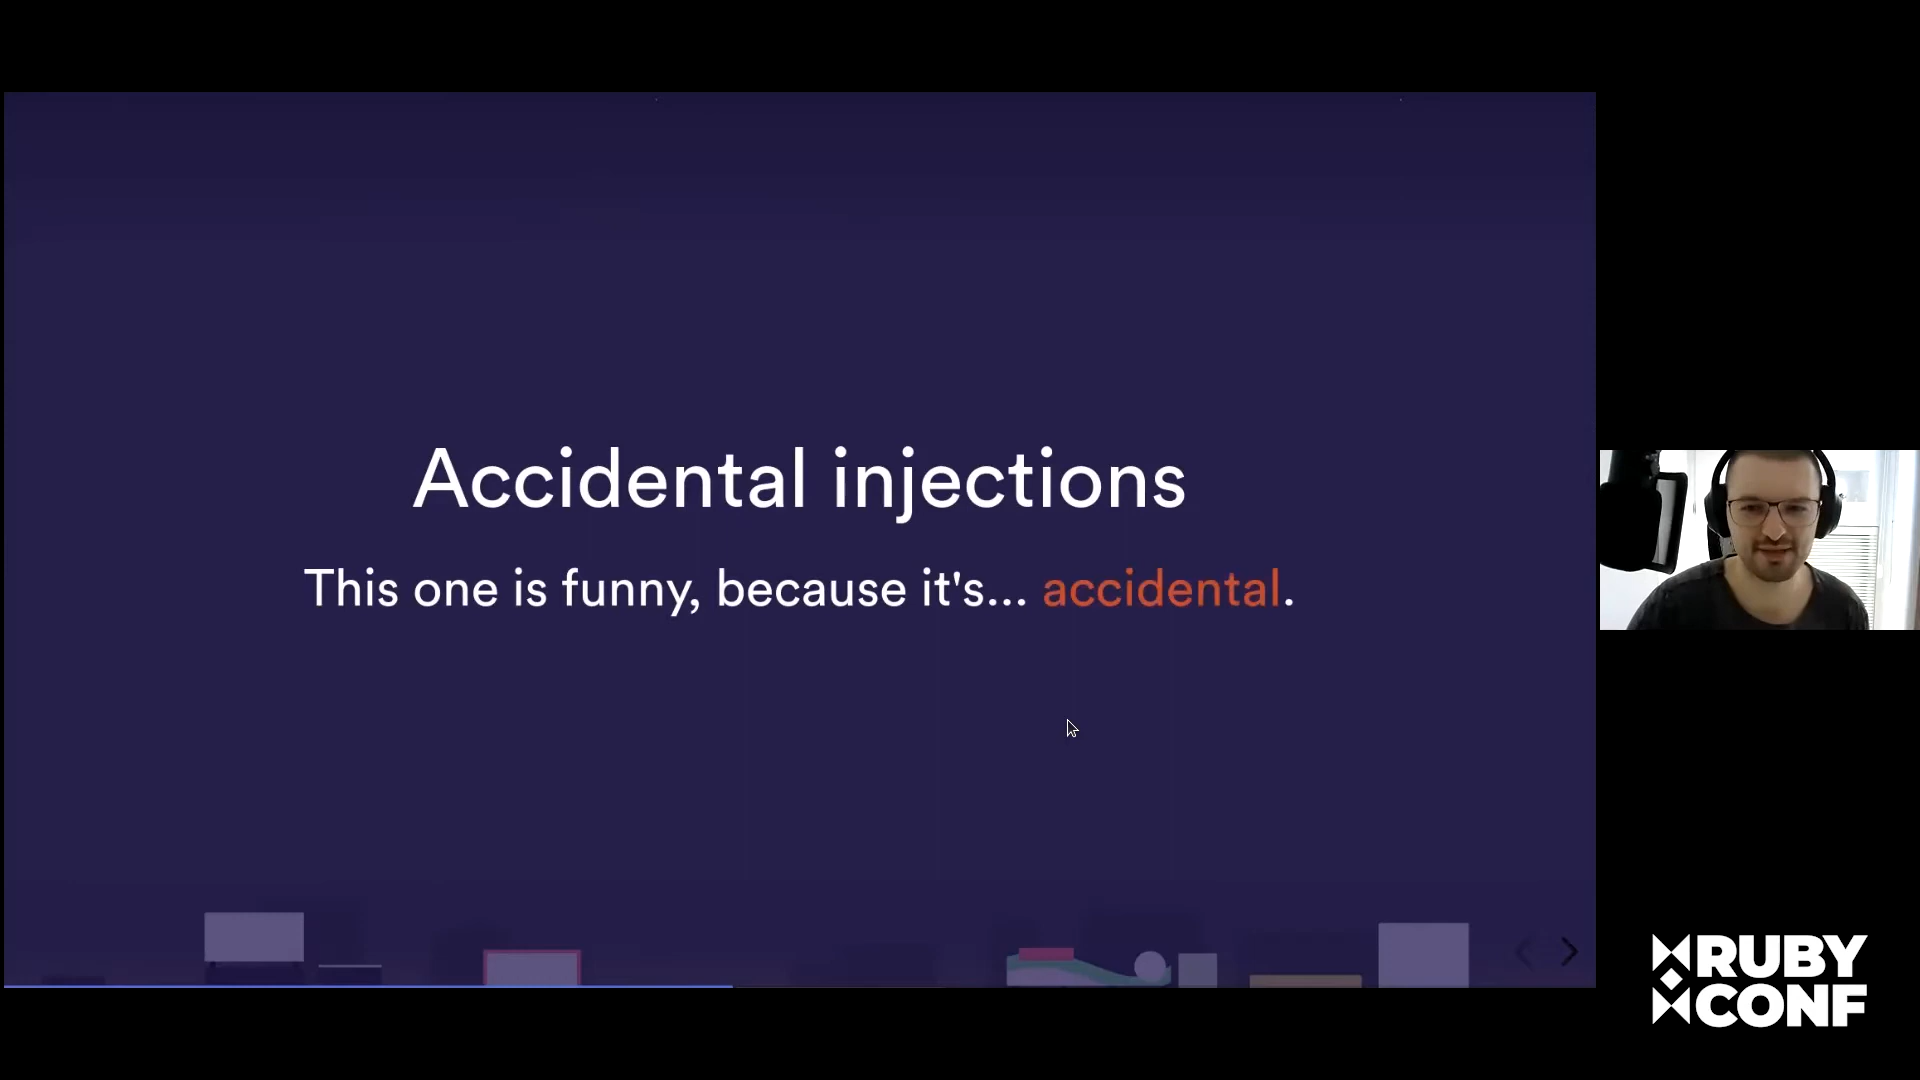 Accidental injections
This one is funny, because it's... accidental.
RUBY
CONF